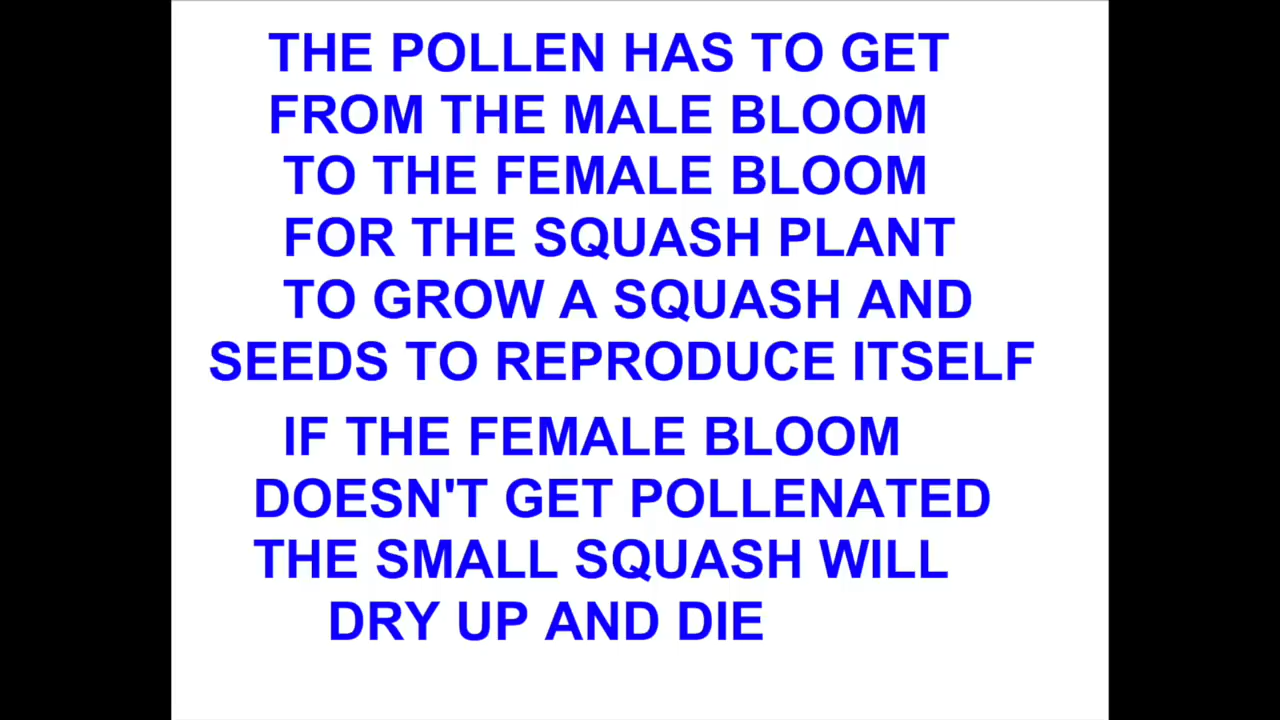 THE POLLEN HAS TO GET
FROM THE MALE BLOOM
TO THE FEMALE BLOOM
FOR THE SQUASH PLANT
TO GROW A SQUASH AND
SEEDS TO REPRODUCE ITSELF
IF THE FEMALE BLOOM
DOESN'T GET POLLENATED
THE SMALL SQUASH WILL
DRY UP AND DIE